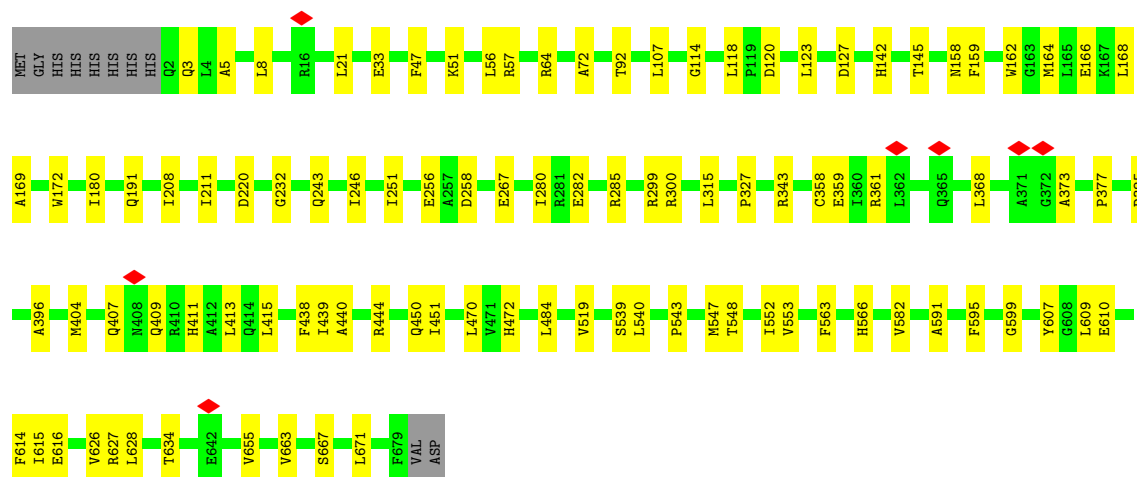 MET GLY HIS HIS HIS HIS HIS HIS Q2 Q3 L4 A5 L8 R16 L21 E33 F47 K51 L56 R57 R64 A72 T92 L107 G114 L118 P119 D120 L123 D127 H142 T145 N158 F159 W162 G163 M164 L165 E166 K167 L168
A169 W172 I180 Q191 I208 I211 D220 G232 Q243 I246 I251 E256 A257 D258 E267 I280 R281 E282 R285 R299 R300 L315 P327 R343 C358 E359 I360 R361 L362 Q365 L368 A371 G372 A373 P377
A396 M404 Q407 N408 Q409 R410 H411 A412 L413 Q414 L415 F438 I439 A440 R444 Q450 I451 L470 V471 H472 L484 V519 S539 L540 P543 M547 T548 I552 V553 F563 H566 V582 A591 F595 G599 Y607 G608 L609 E610
F614 I615 E616 V626 R627 L628 T634 E642 V655 V663 S667 L671 F679 VAL ASP